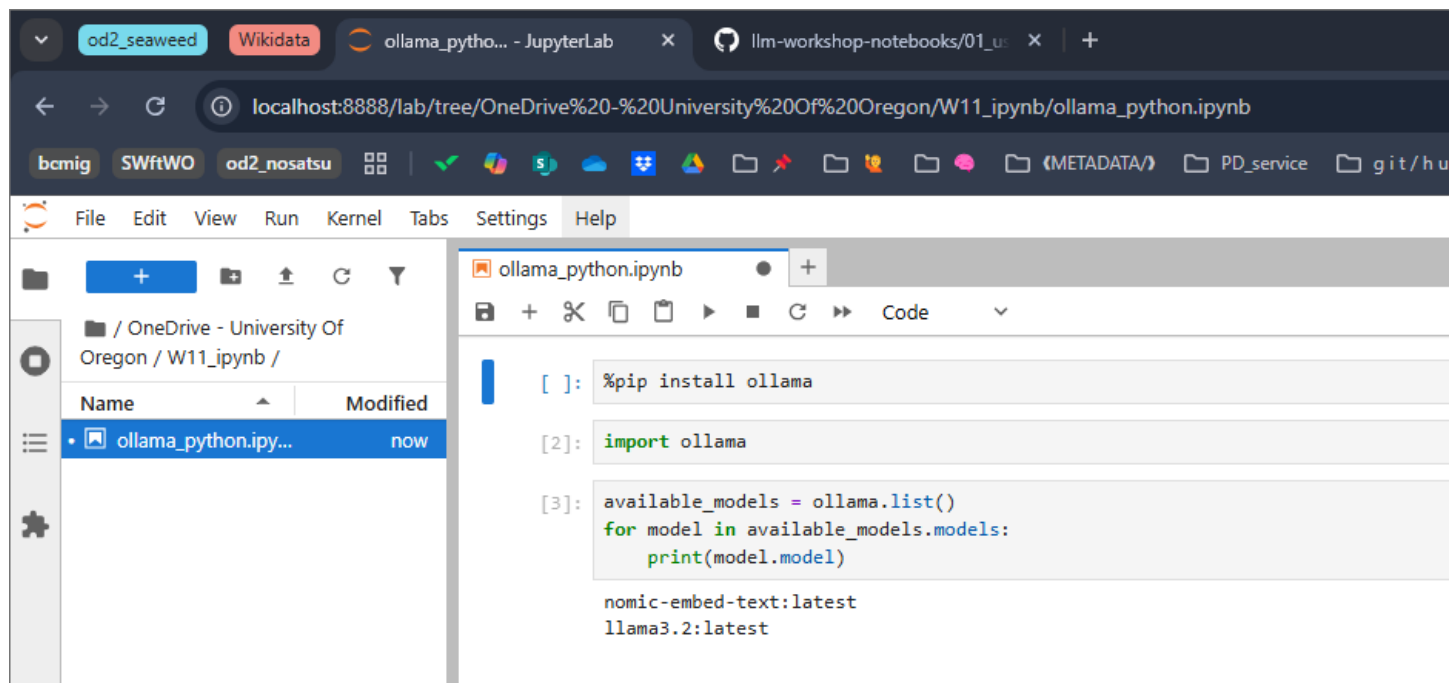 od2_seaweed Wikidata ollama_pytho... - JupyterLab llm-workshop-notebooks/01_us
localhost:8888/lab/tree/OneDrive%20-%20University%20Of%20Oregon/W11_ipynb/ollama_python.ipynb
bcmig SWftWO od2_nosatsu 《METADATA/》 PD_service git/hu
File Edit View Run Kernel Tabs Settings Help
ollama_python.ipynb
Code
/ OneDrive - University Of
Oregon / W11_ipynb /
Name Modified
ollama_python.ipy... now
[ ]: %pip install ollama
[2]: import ollama
[3]: available_models = ollama.list()
for model in available_models.models:
    print(model.model)
nomic-embed-text:latest
llama3.2:latest